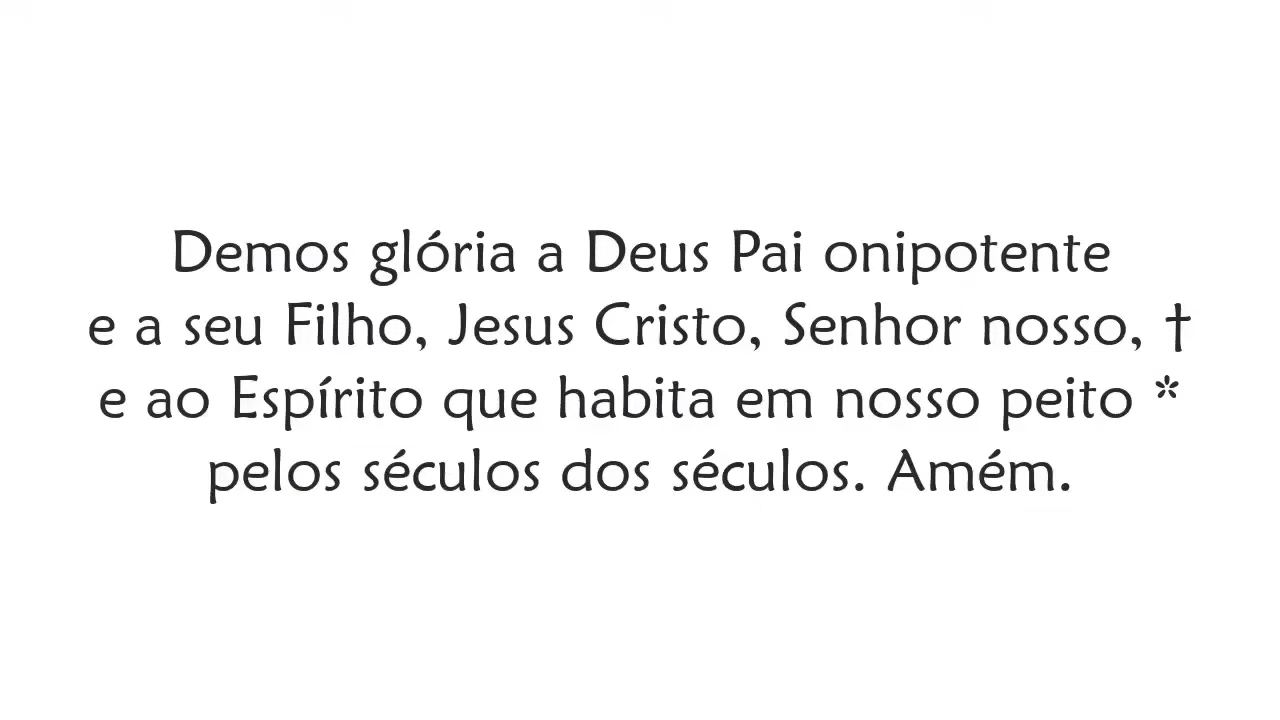 Demos glória a Deus Pai onipotente
e a seu Filho, Jesus Cristo, Senhor nosso, †
e ao Espírito que habita em nosso peito *
pelos séculos dos séculos. Amém.